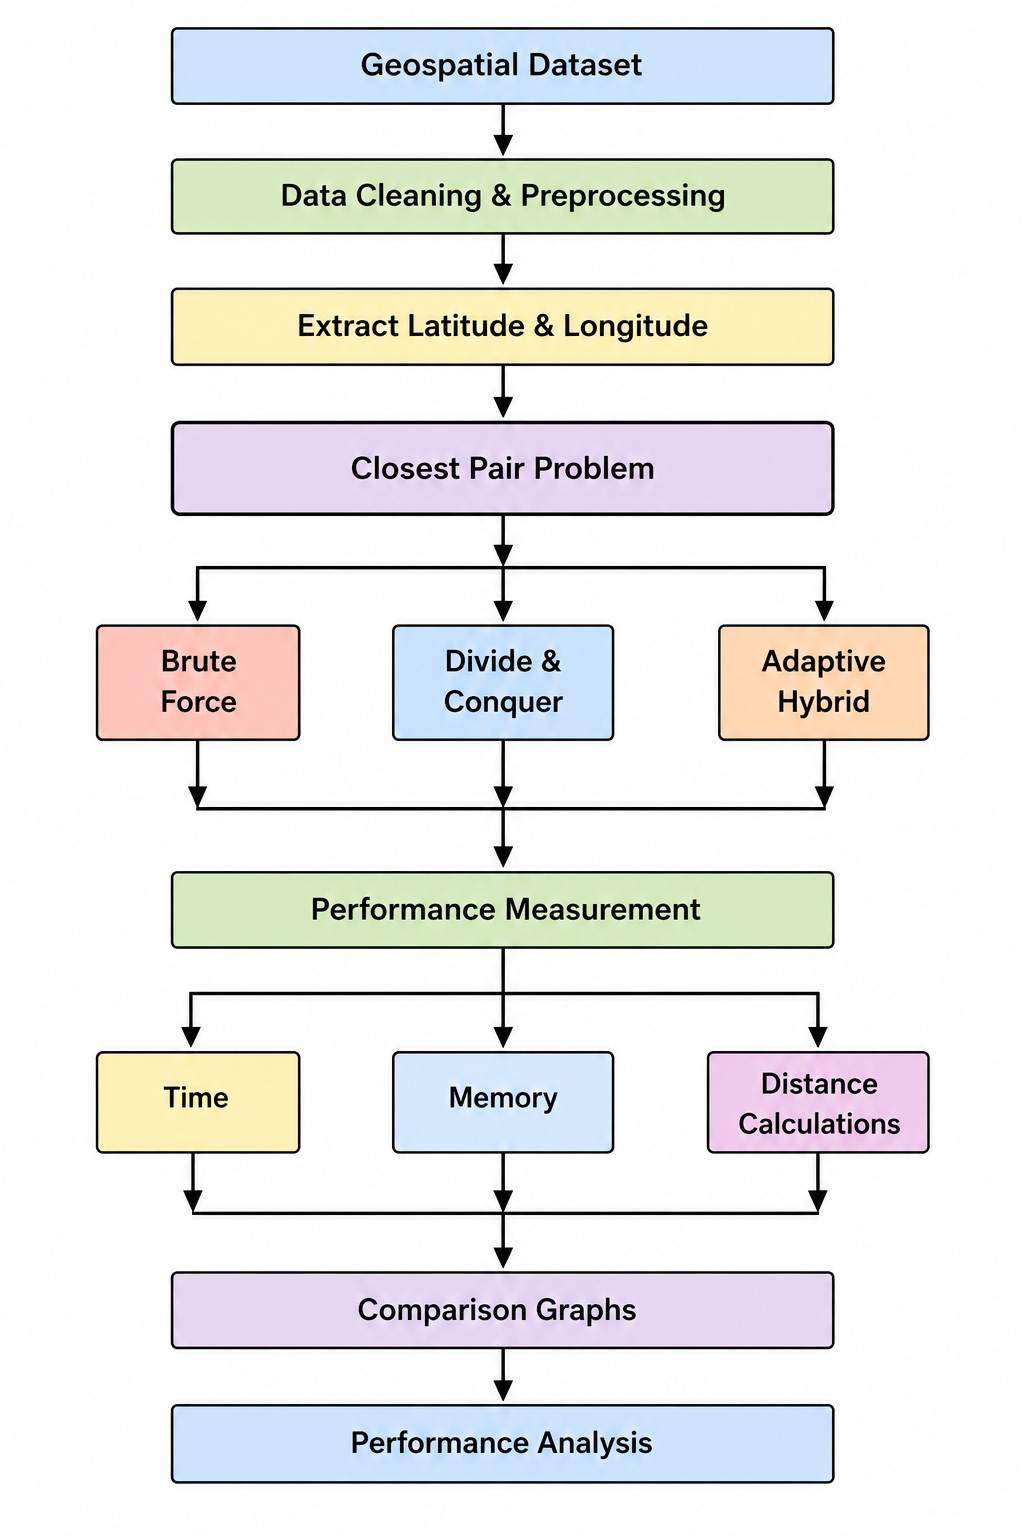 Geospatial Dataset
Data Cleaning & Preprocessing
Extract Latitude & Longitude
Closest Pair Problem
Brute
Force
Divide &
Conquer
Adaptive
Hybrid
Performance Measurement
Time
Memory
Distance
Calculations
Comparison Graphs
Performance Analysis